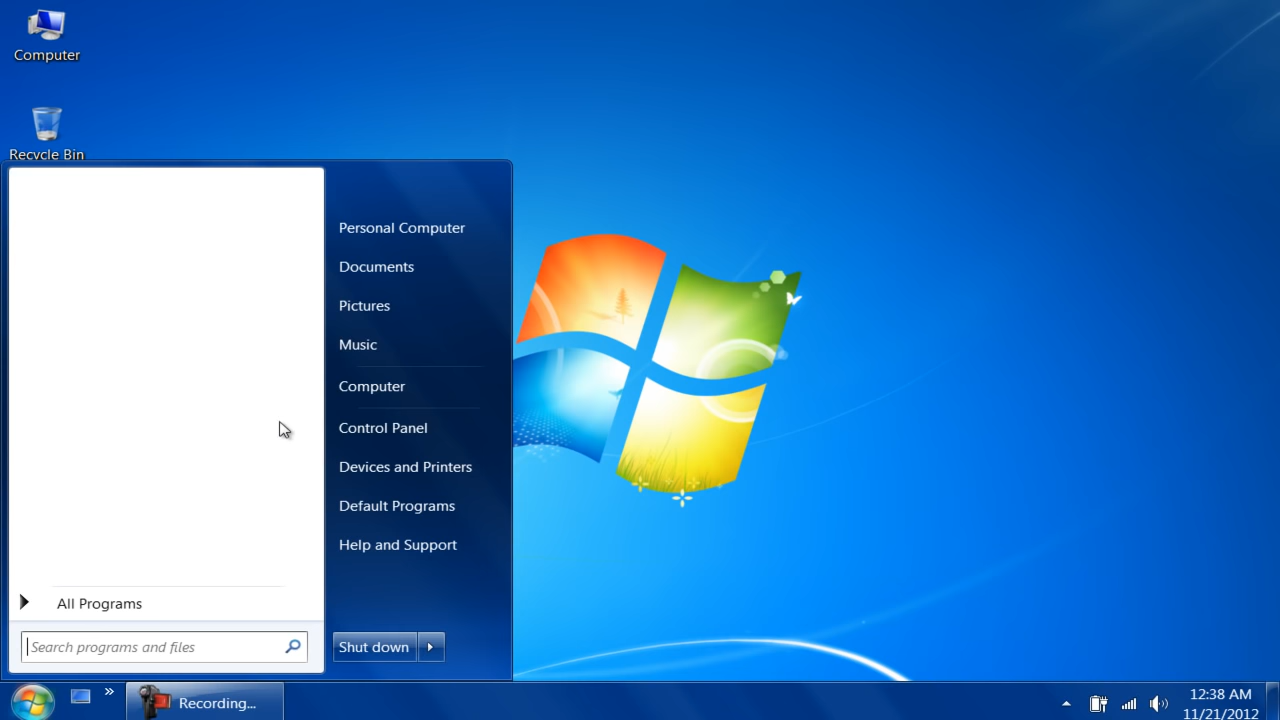 Computer
Recycle Bin
Personal Computer
Documents
Pictures
Music
Computer
Control Panel
Devices and Printers
Default Programs
Help and Support
All Programs
Search programs and files
Shut down
Recording...
12:38 AM
11/21/2012